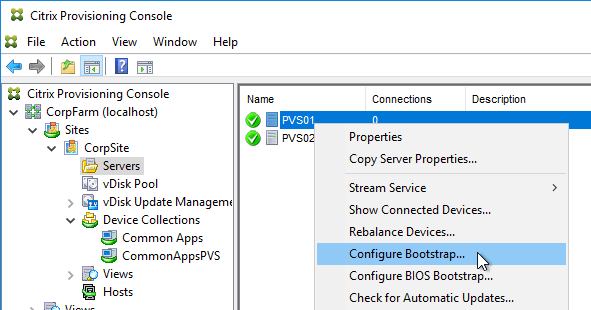 Citrix Provisioning Console
File Action View Window Help
Citrix Provisioning Console
CorpFarm (localhost)
Sites
CorpSite
Servers
vDisk Pool
vDisk Update Manageme
Device Collections
Common Apps
CommonAppsPVS
Views
Hosts
Views
Name Connections Description
PVS01 0
PVS02
Properties
Copy Server Properties...
Stream Service
Show Connected Devices...
Rebalance Devices...
Configure Bootstrap...
Configure BIOS Bootstrap...
Check for Automatic Updates...